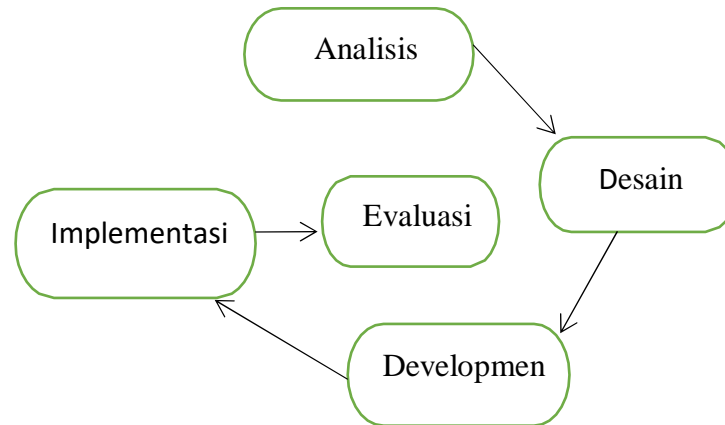 Analisis
Desain
Developmen
Implementasi
Evaluasi